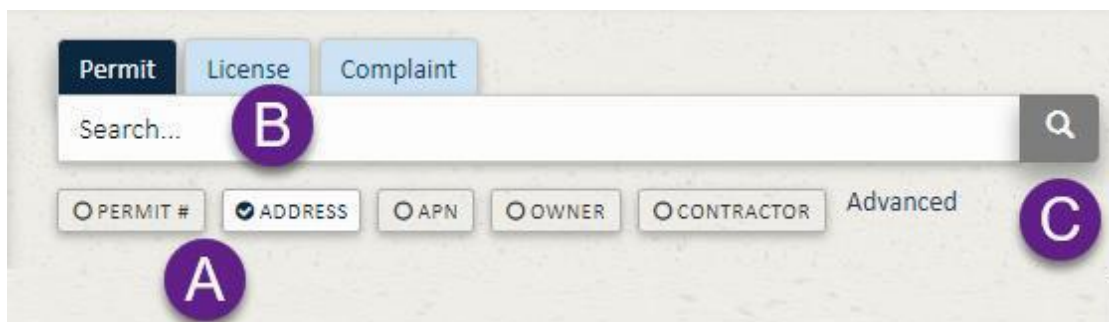 Permit License Complaint
Search... B
PERMIT # ADDRESS APN OWNER CONTRACTOR Advanced
A C